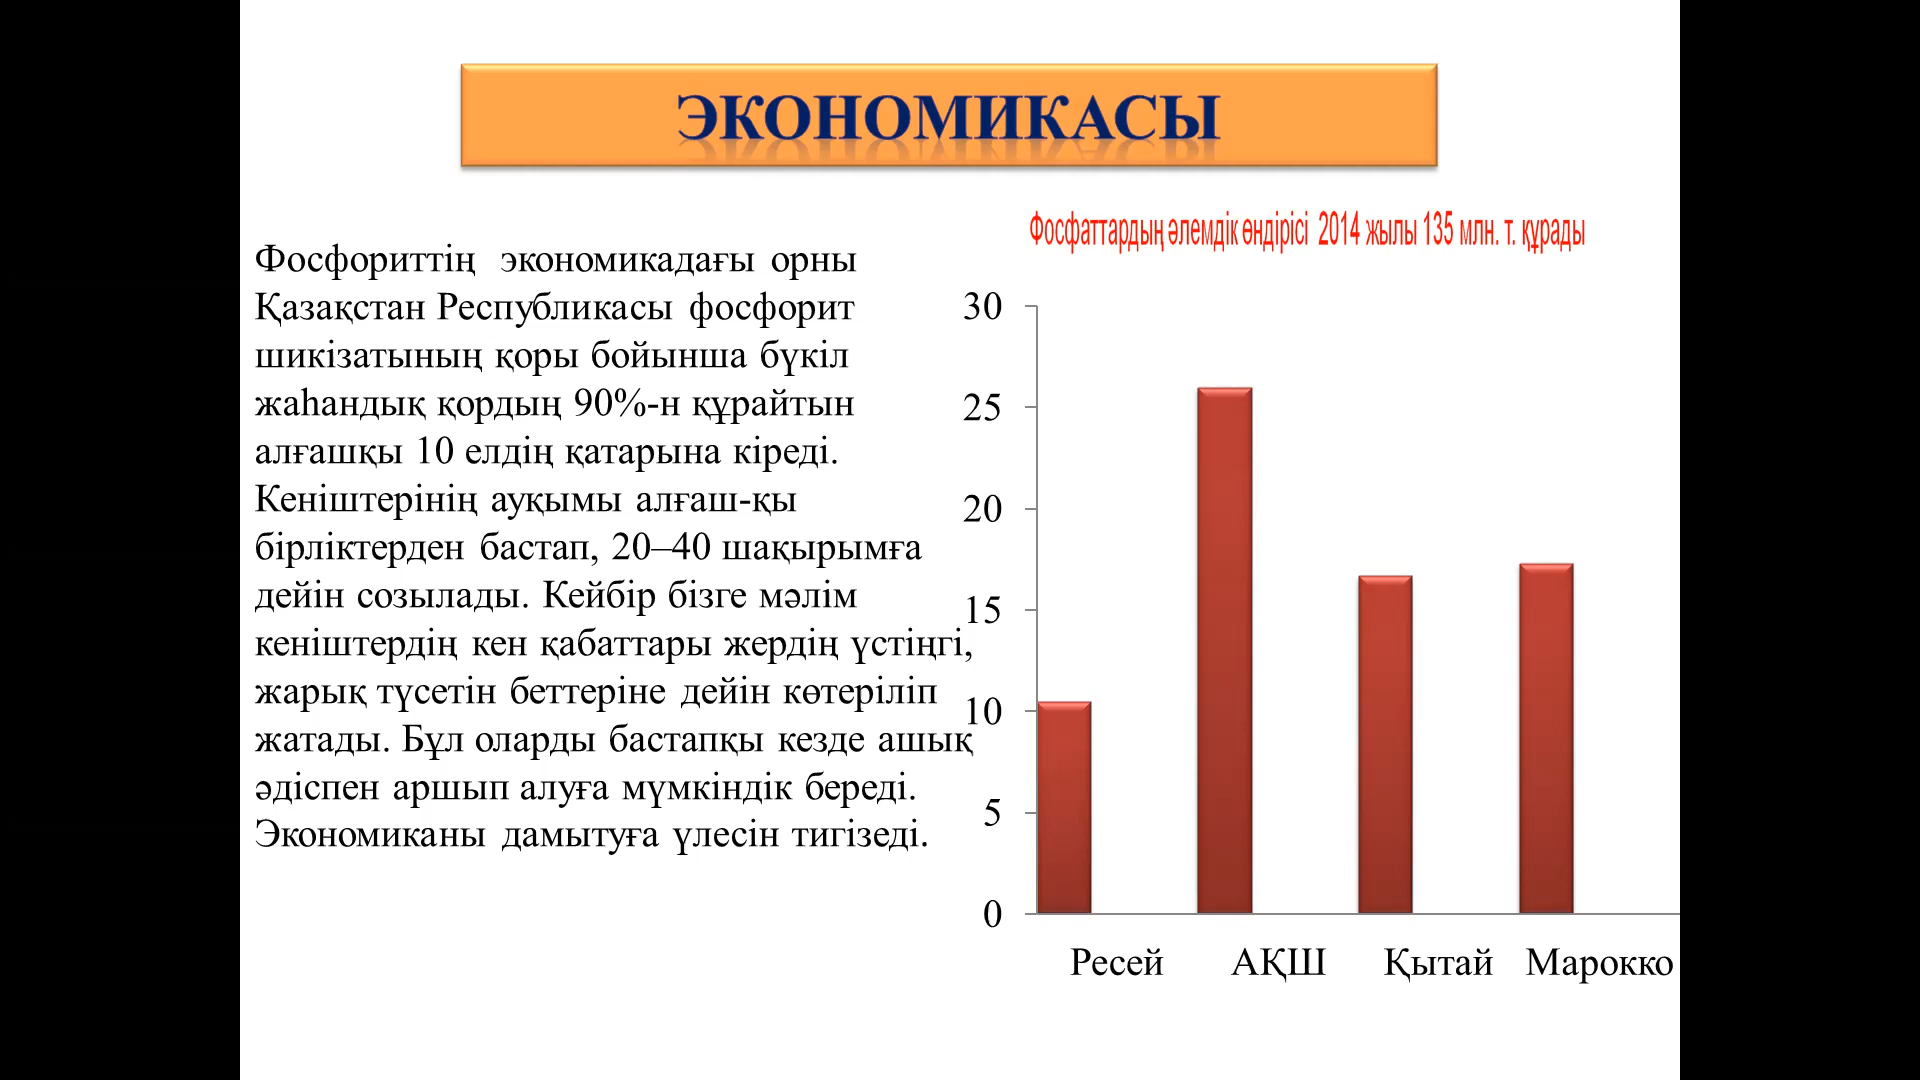 ЭКОНОМИКАСЫ
Фосфориттің экономикадағы орны
Қазақстан Республикасы фосфорит
шикізатының қоры бойынша бүкіл
жаһандық қордың 90%-н құрайтын
алғашқы 10 елдің қатарына кіреді.
Кеніштерінің ауқымы алғаш-қы
бірліктерден бастап, 20–40 шақырымға
дейін созылады. Кейбір бізге мәлім
кеніштердің кен қабаттары жердің үстіңгі,
жарық түсетін беттеріне дейін көтеріліп
жатады. Бұл оларды бастапқы кезде ашық
әдіспен аршып алуға мүмкіндік береді.
Экономиканы дамытуға үлесін тигізеді.
Фосфаттардың әлемдік өндірісі 2014 жылы 135 млн. т. құрады
30
25
20
15
10
5
0
Ресей АҚШ Қытай Марокко